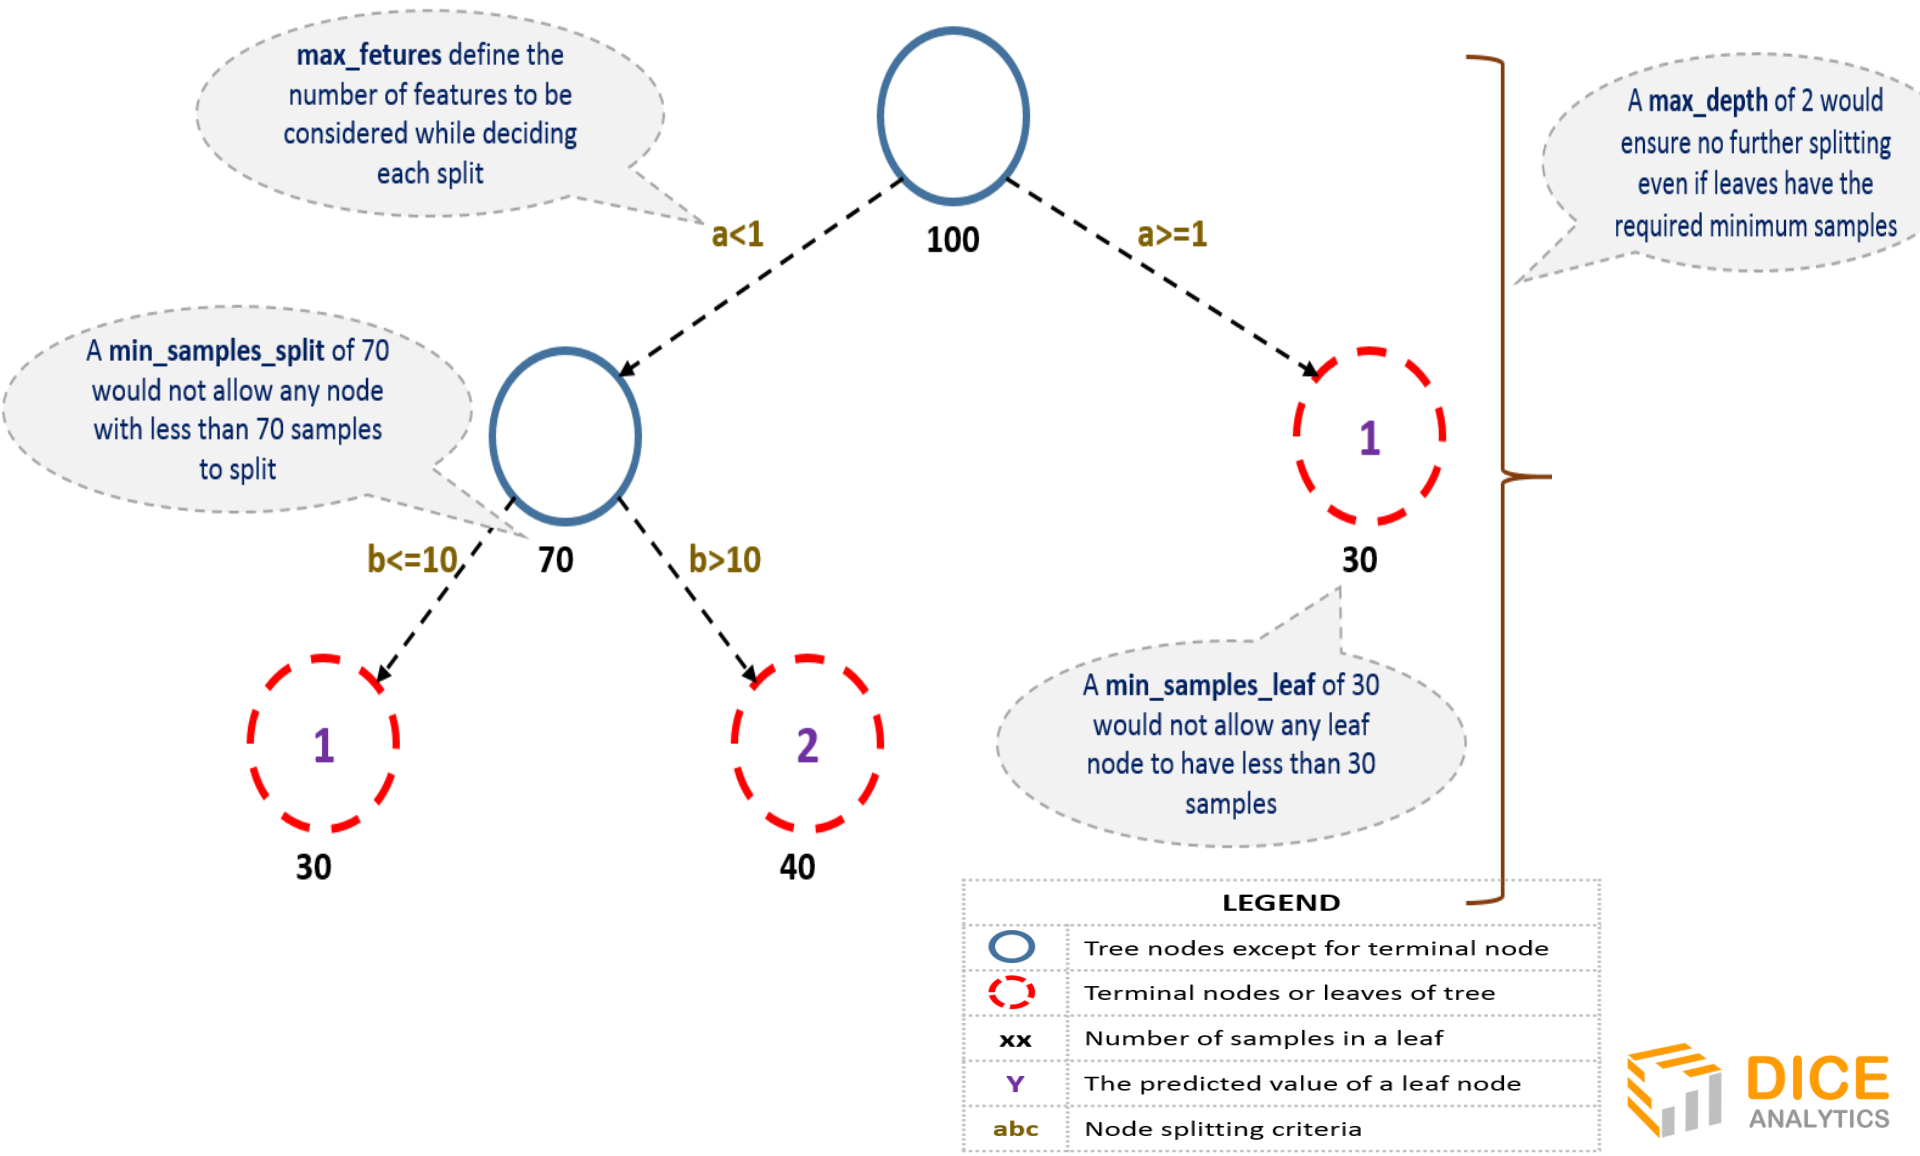 max_fetures define the
number of features to be
considered while deciding
each split
A max_depth of 2 would
ensure no further splitting
even if leaves have the
required minimum samples
a<1
100
a>=1
A min_samples_split of 70
would not allow any node
with less than 70 samples
to split
1
b<=10
70
b>10
30
1
2
A min_samples_leaf of 30
would not allow any leaf
node to have less than 30
samples
30
40
LEGEND
Tree nodes except for terminal node
Terminal nodes or leaves of tree
xx Number of samples in a leaf
Y The predicted value of a leaf node
abc Node splitting criteria
DICE
ANALYTICS